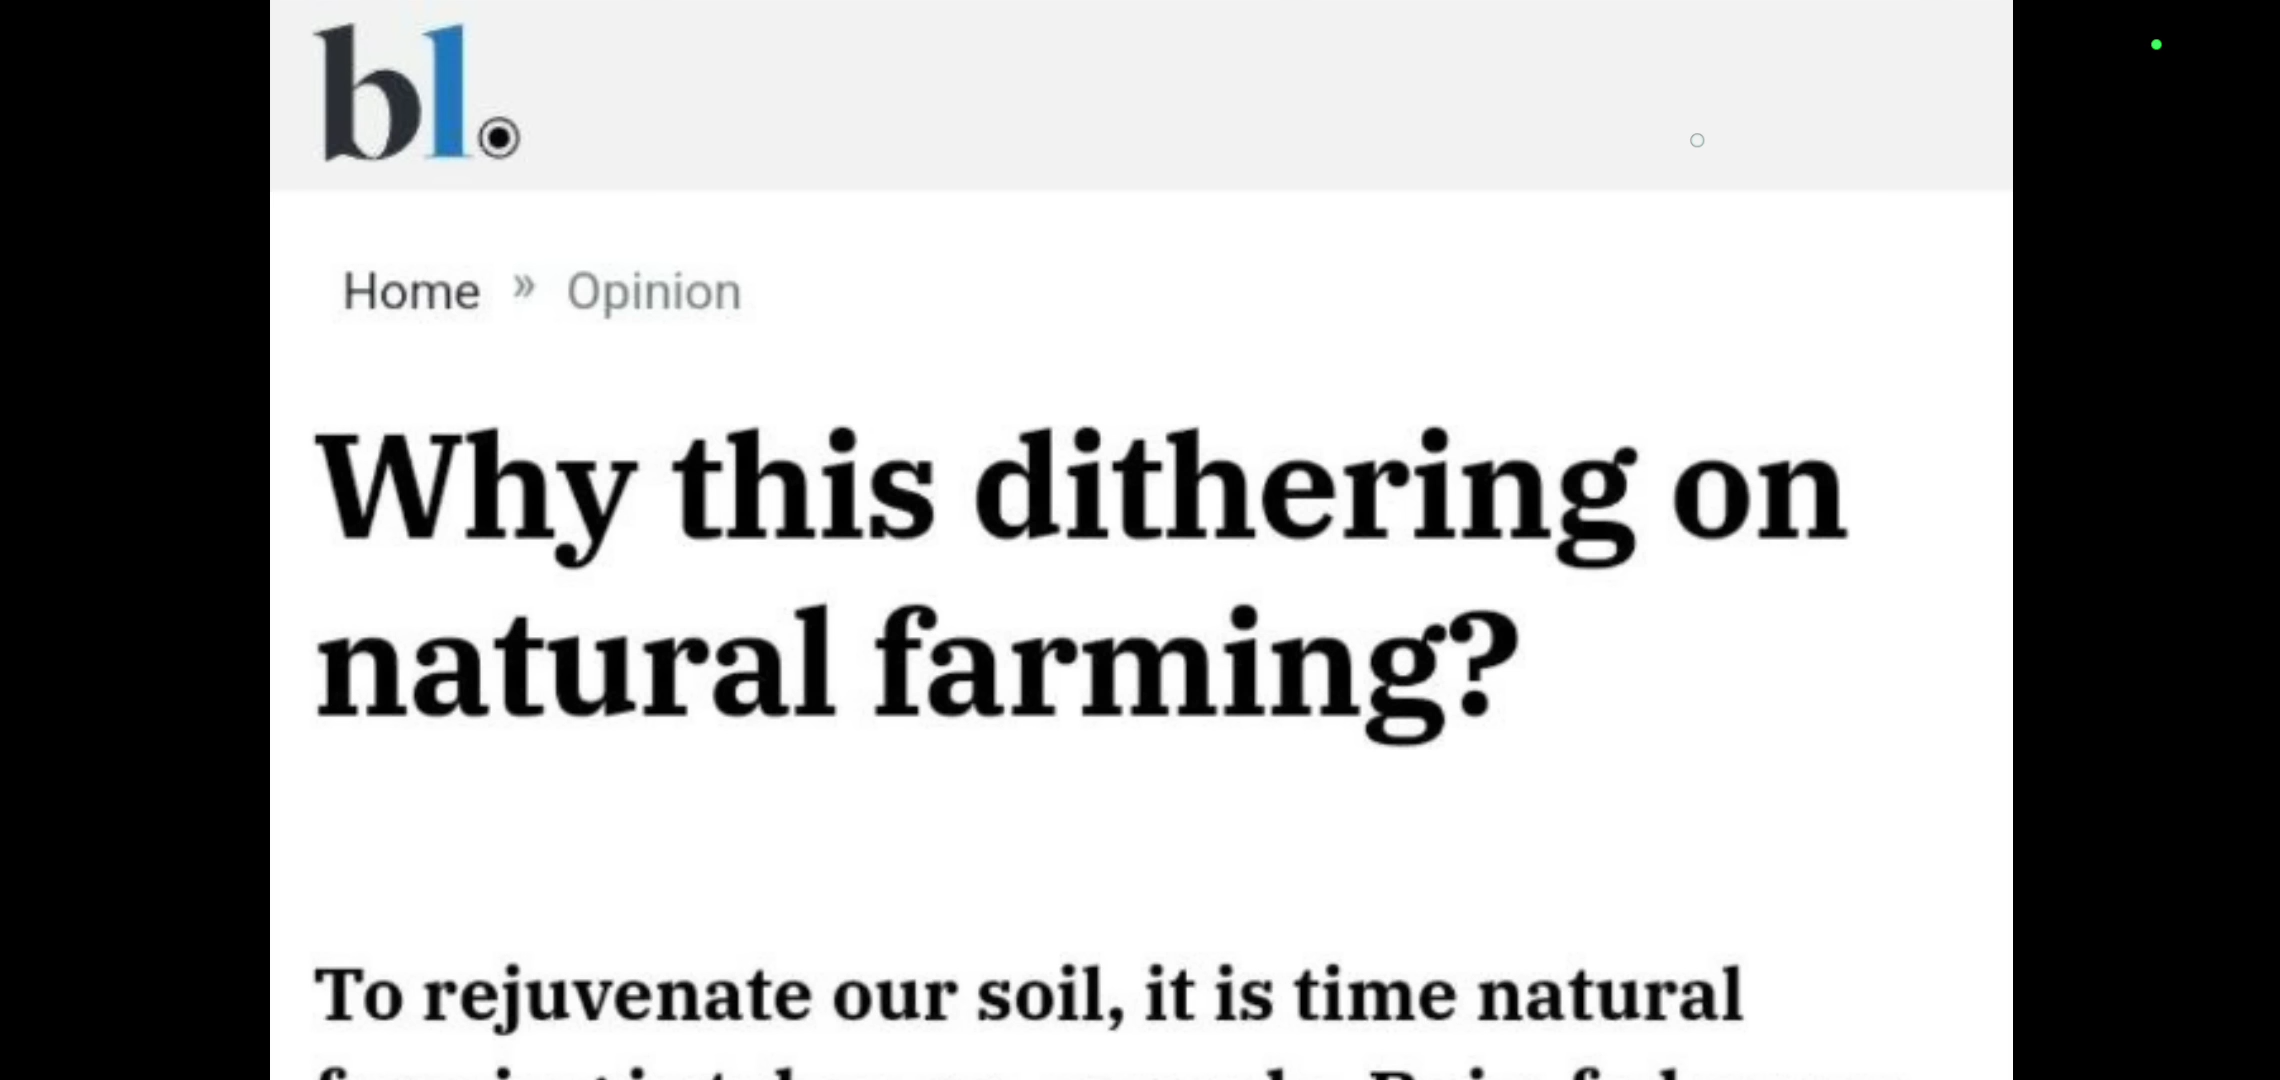 bl.
Home » Opinion
Why this dithering on
natural farming?
To rejuvenate our soil, it is time natural